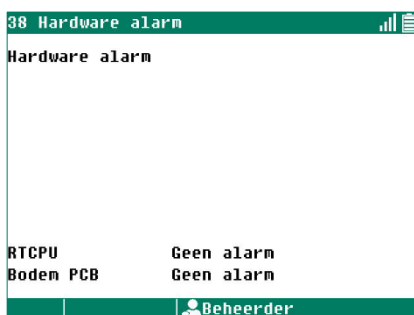 38 Hardware alarm
Hardware alarm
RTCPU Geen alarm
Bodem PCB Geen alarm
Beheerder